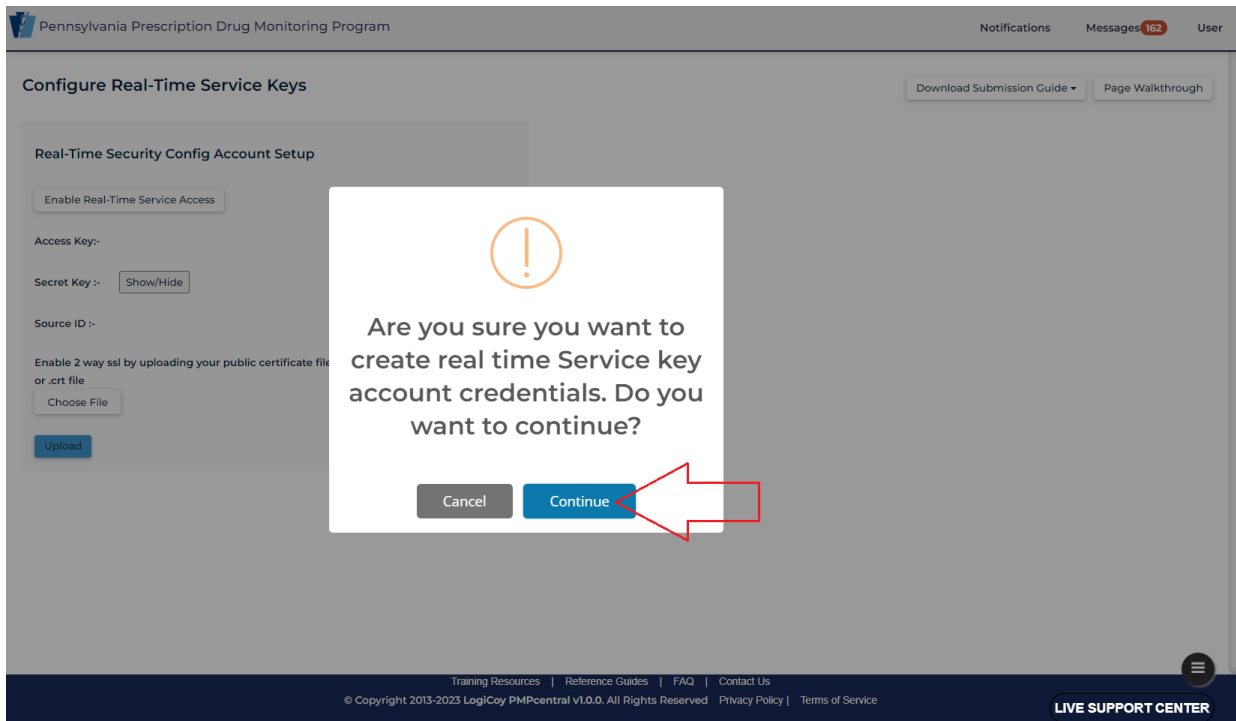 Pennsylvania Prescription Drug Monitoring Program
Notifications Messages 162 User
Configure Real-Time Service Keys
Download Submission Guide Page Walkthrough
Real-Time Security Config Account Setup
Enable Real-Time Service Access
Access Key:-
Secret Key :- Show/Hide
Source ID :-
Enable 2 way ssl by uploading your public certificate file
or .crt file
Choose File
Upload
Are you sure you want to
create real time Service key
account credentials. Do you
want to continue?
Cancel Continue
Training Resources | Reference Guides | FAQ | Contact Us
© Copyright 2013-2023 LogiCoy PMPcentral v1.0.0. All Rights Reserved Privacy Policy | Terms of Service
LIVE SUPPORT CENTER